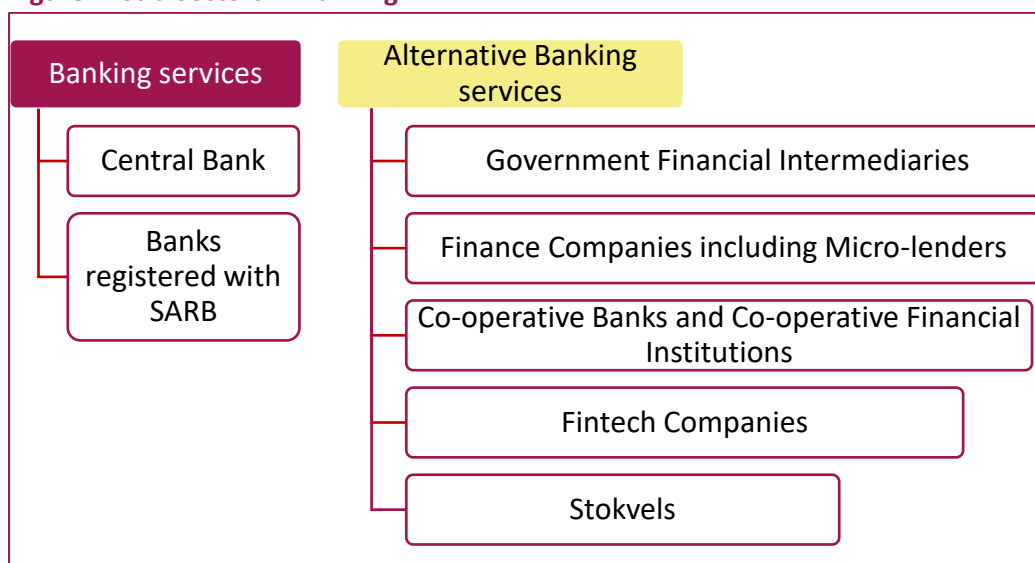 Banking services
Central Bank
Banks
registered with
SARB
Alternative Banking
services
Government Financial Intermediaries
Finance Companies including Micro-lenders
Co-operative Banks and Co-operative Financial
Institutions
Fintech Companies
Stokvels